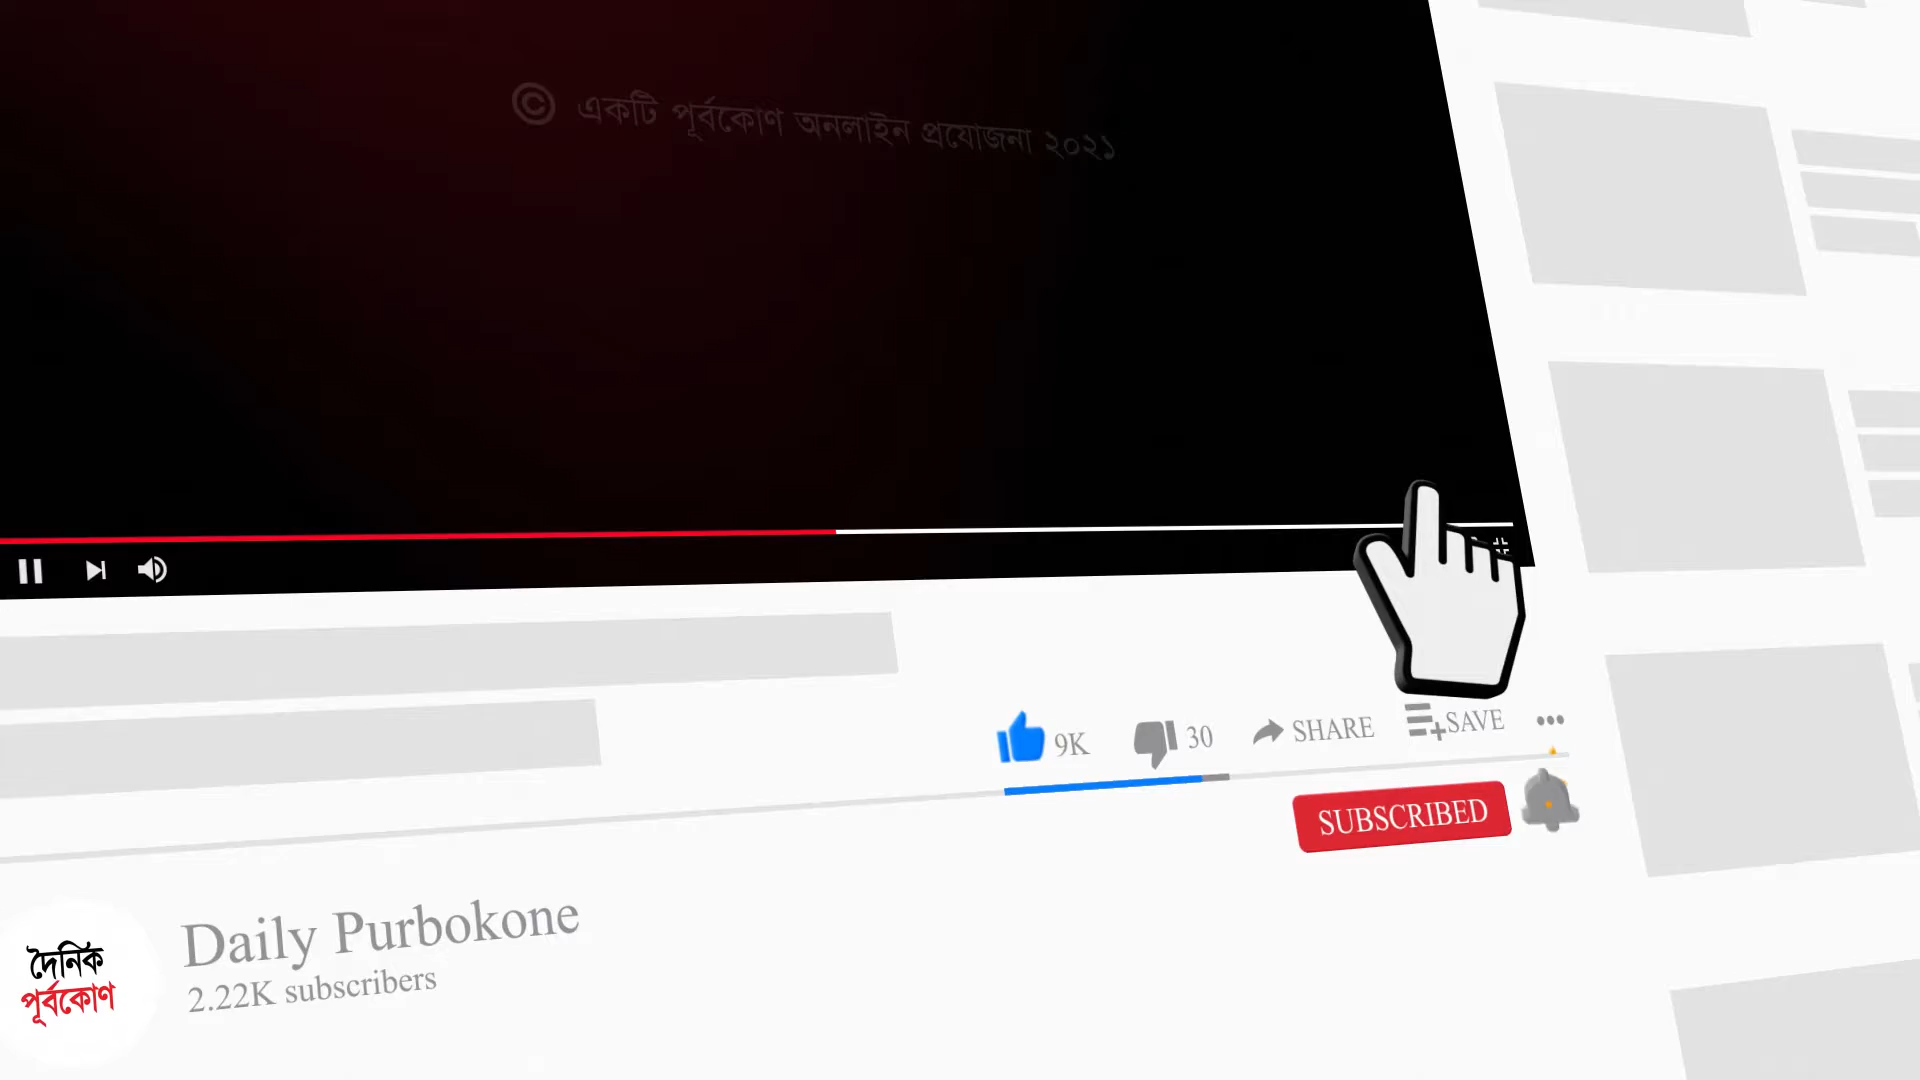 © একটি পূর্বকোণ অনলাইন প্রযোজনা ২০২১
9K
30
SHARE
SAVE
SUBSCRIBED
দৈনিক
পূর্বকোণ
Daily Purbokone
2.22K subscribers